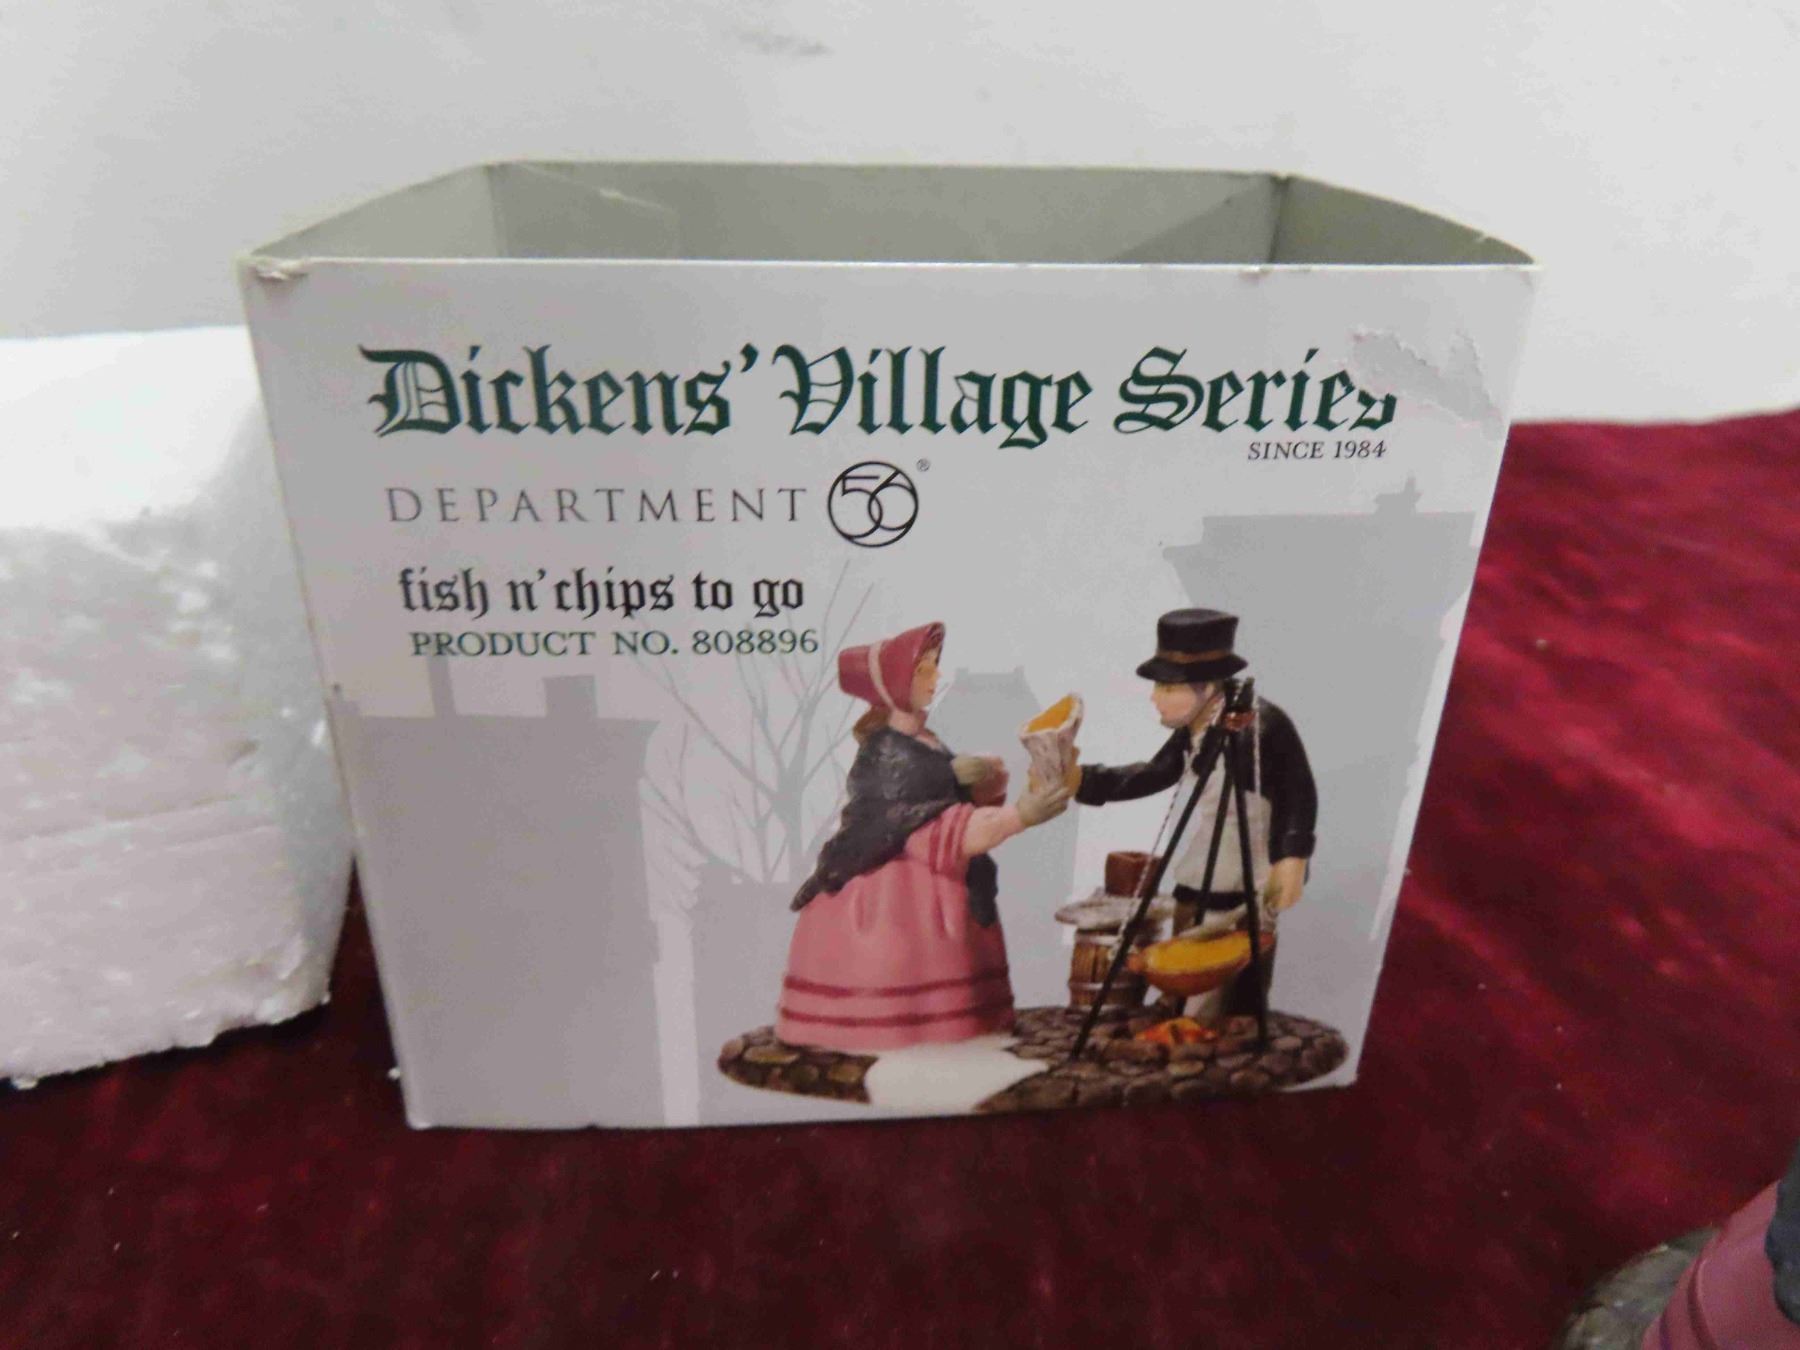 Dickens' Village Series
SINCE 1984
DEPARTMENT 56®
fish n' chips to go
PRODUCT NO. 808896